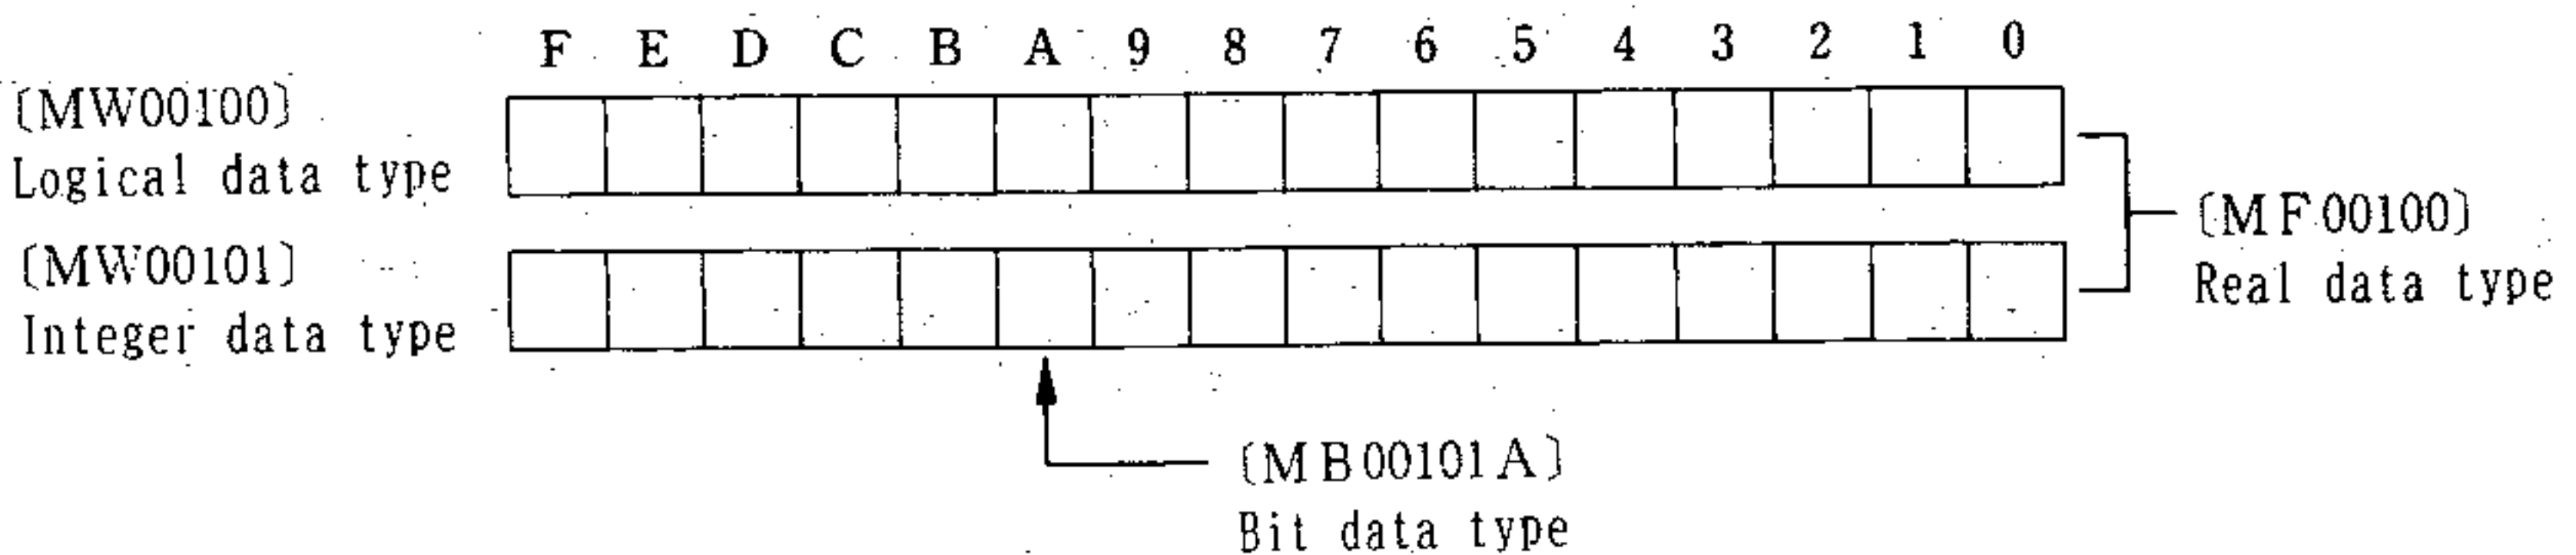 F E D C B A 9 8 7 6 5 4 3 2 1 0
〔MW00100〕
Logical data type
〔MF00100〕
Real data type
〔MW00101〕
Integer data type
〔MB00101A〕
Bit data type